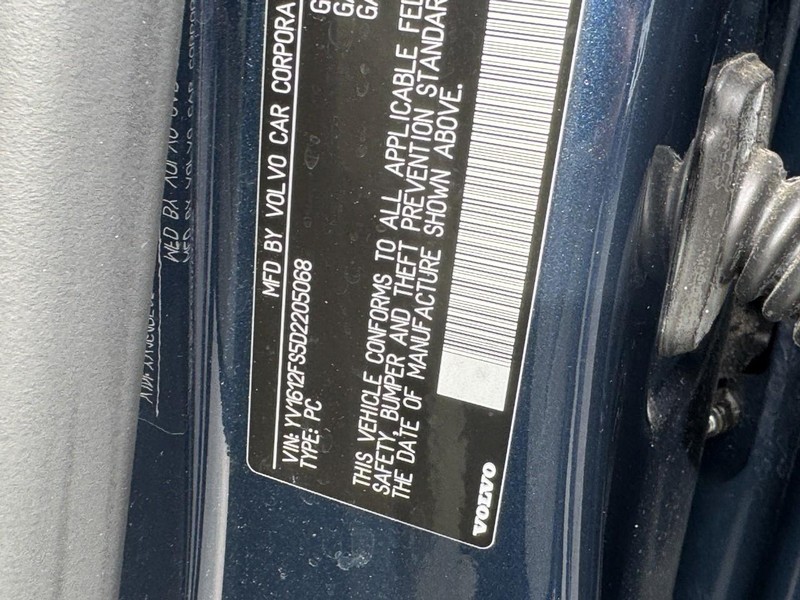 MFD BY VOLVO CAR CORPORA
VIN: YV1612FS5D2205068
TYPE: PC
THIS VEHICLE CONFORMS TO ALL APPLICABLE FED
SAFETY, BUMPER AND THEFT PREVENTION STANDAR
THE DATE OF MANUFACTURE SHOWN ABOVE.
VOLVO